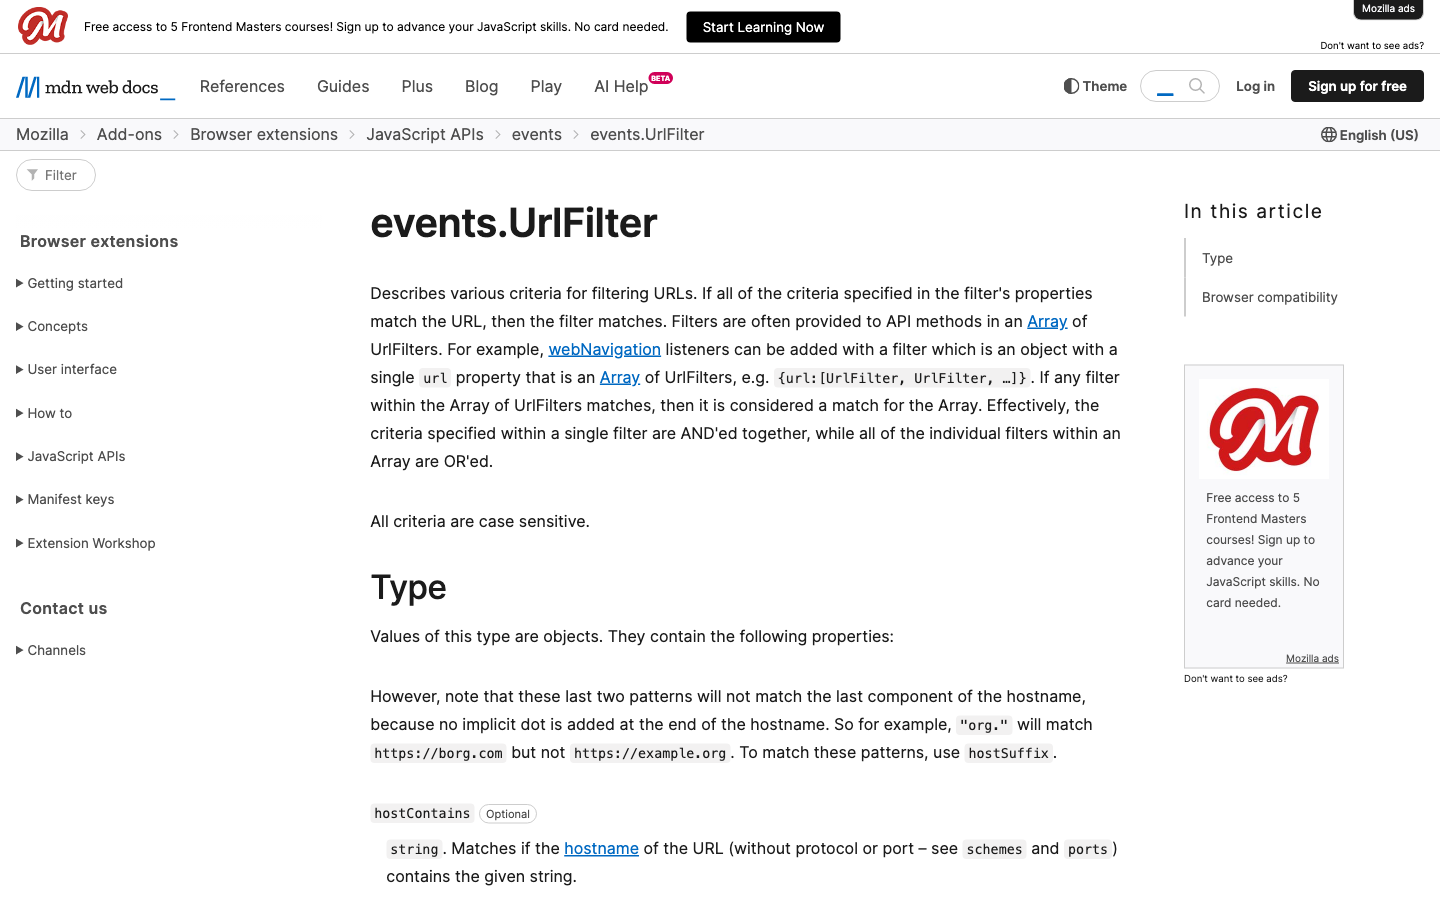 Free access to 5 Frontend Masters courses! Sign up to advance your JavaScript skills. No card needed.
Start Learning Now
Mozilla ads
Don't want to see ads?
mdn web docs_
References
Guides
Plus
Blog
Play
AI Help BETA
Theme
Log in
Sign up for free
Mozilla
Add-ons
Browser extensions
JavaScript APIs
events
events.UrlFilter
English (US)
Filter
Browser extensions
Getting started
Concepts
User interface
How to
JavaScript APIs
Manifest keys
Extension Workshop
Contact us
Channels
events.UrlFilter
Describes various criteria for filtering URLs. If all of the criteria specified in the filter's properties
match the URL, then the filter matches. Filters are often provided to API methods in an Array of
UrlFilters. For example, webNavigation listeners can be added with a filter which is an object with a
single url property that is an Array of UrlFilters, e.g. {url:[UrlFilter, UrlFilter, …]}. If any filter
within the Array of UrlFilters matches, then it is considered a match for the Array. Effectively, the
criteria specified within a single filter are AND'ed together, while all of the individual filters within an
Array are OR'ed.
All criteria are case sensitive.
Type
Values of this type are objects. They contain the following properties:
However, note that these last two patterns will not match the last component of the hostname,
because no implicit dot is added at the end of the hostname. So for example, "org." will match
https://borg.com but not https://example.org. To match these patterns, use hostSuffix.
hostContains Optional
string. Matches if the hostname of the URL (without protocol or port – see schemes and ports)
contains the given string.
In this article
Type
Browser compatibility
Free access to 5
Frontend Masters
courses! Sign up to
advance your
JavaScript skills. No
card needed.
Mozilla ads
Don't want to see ads?